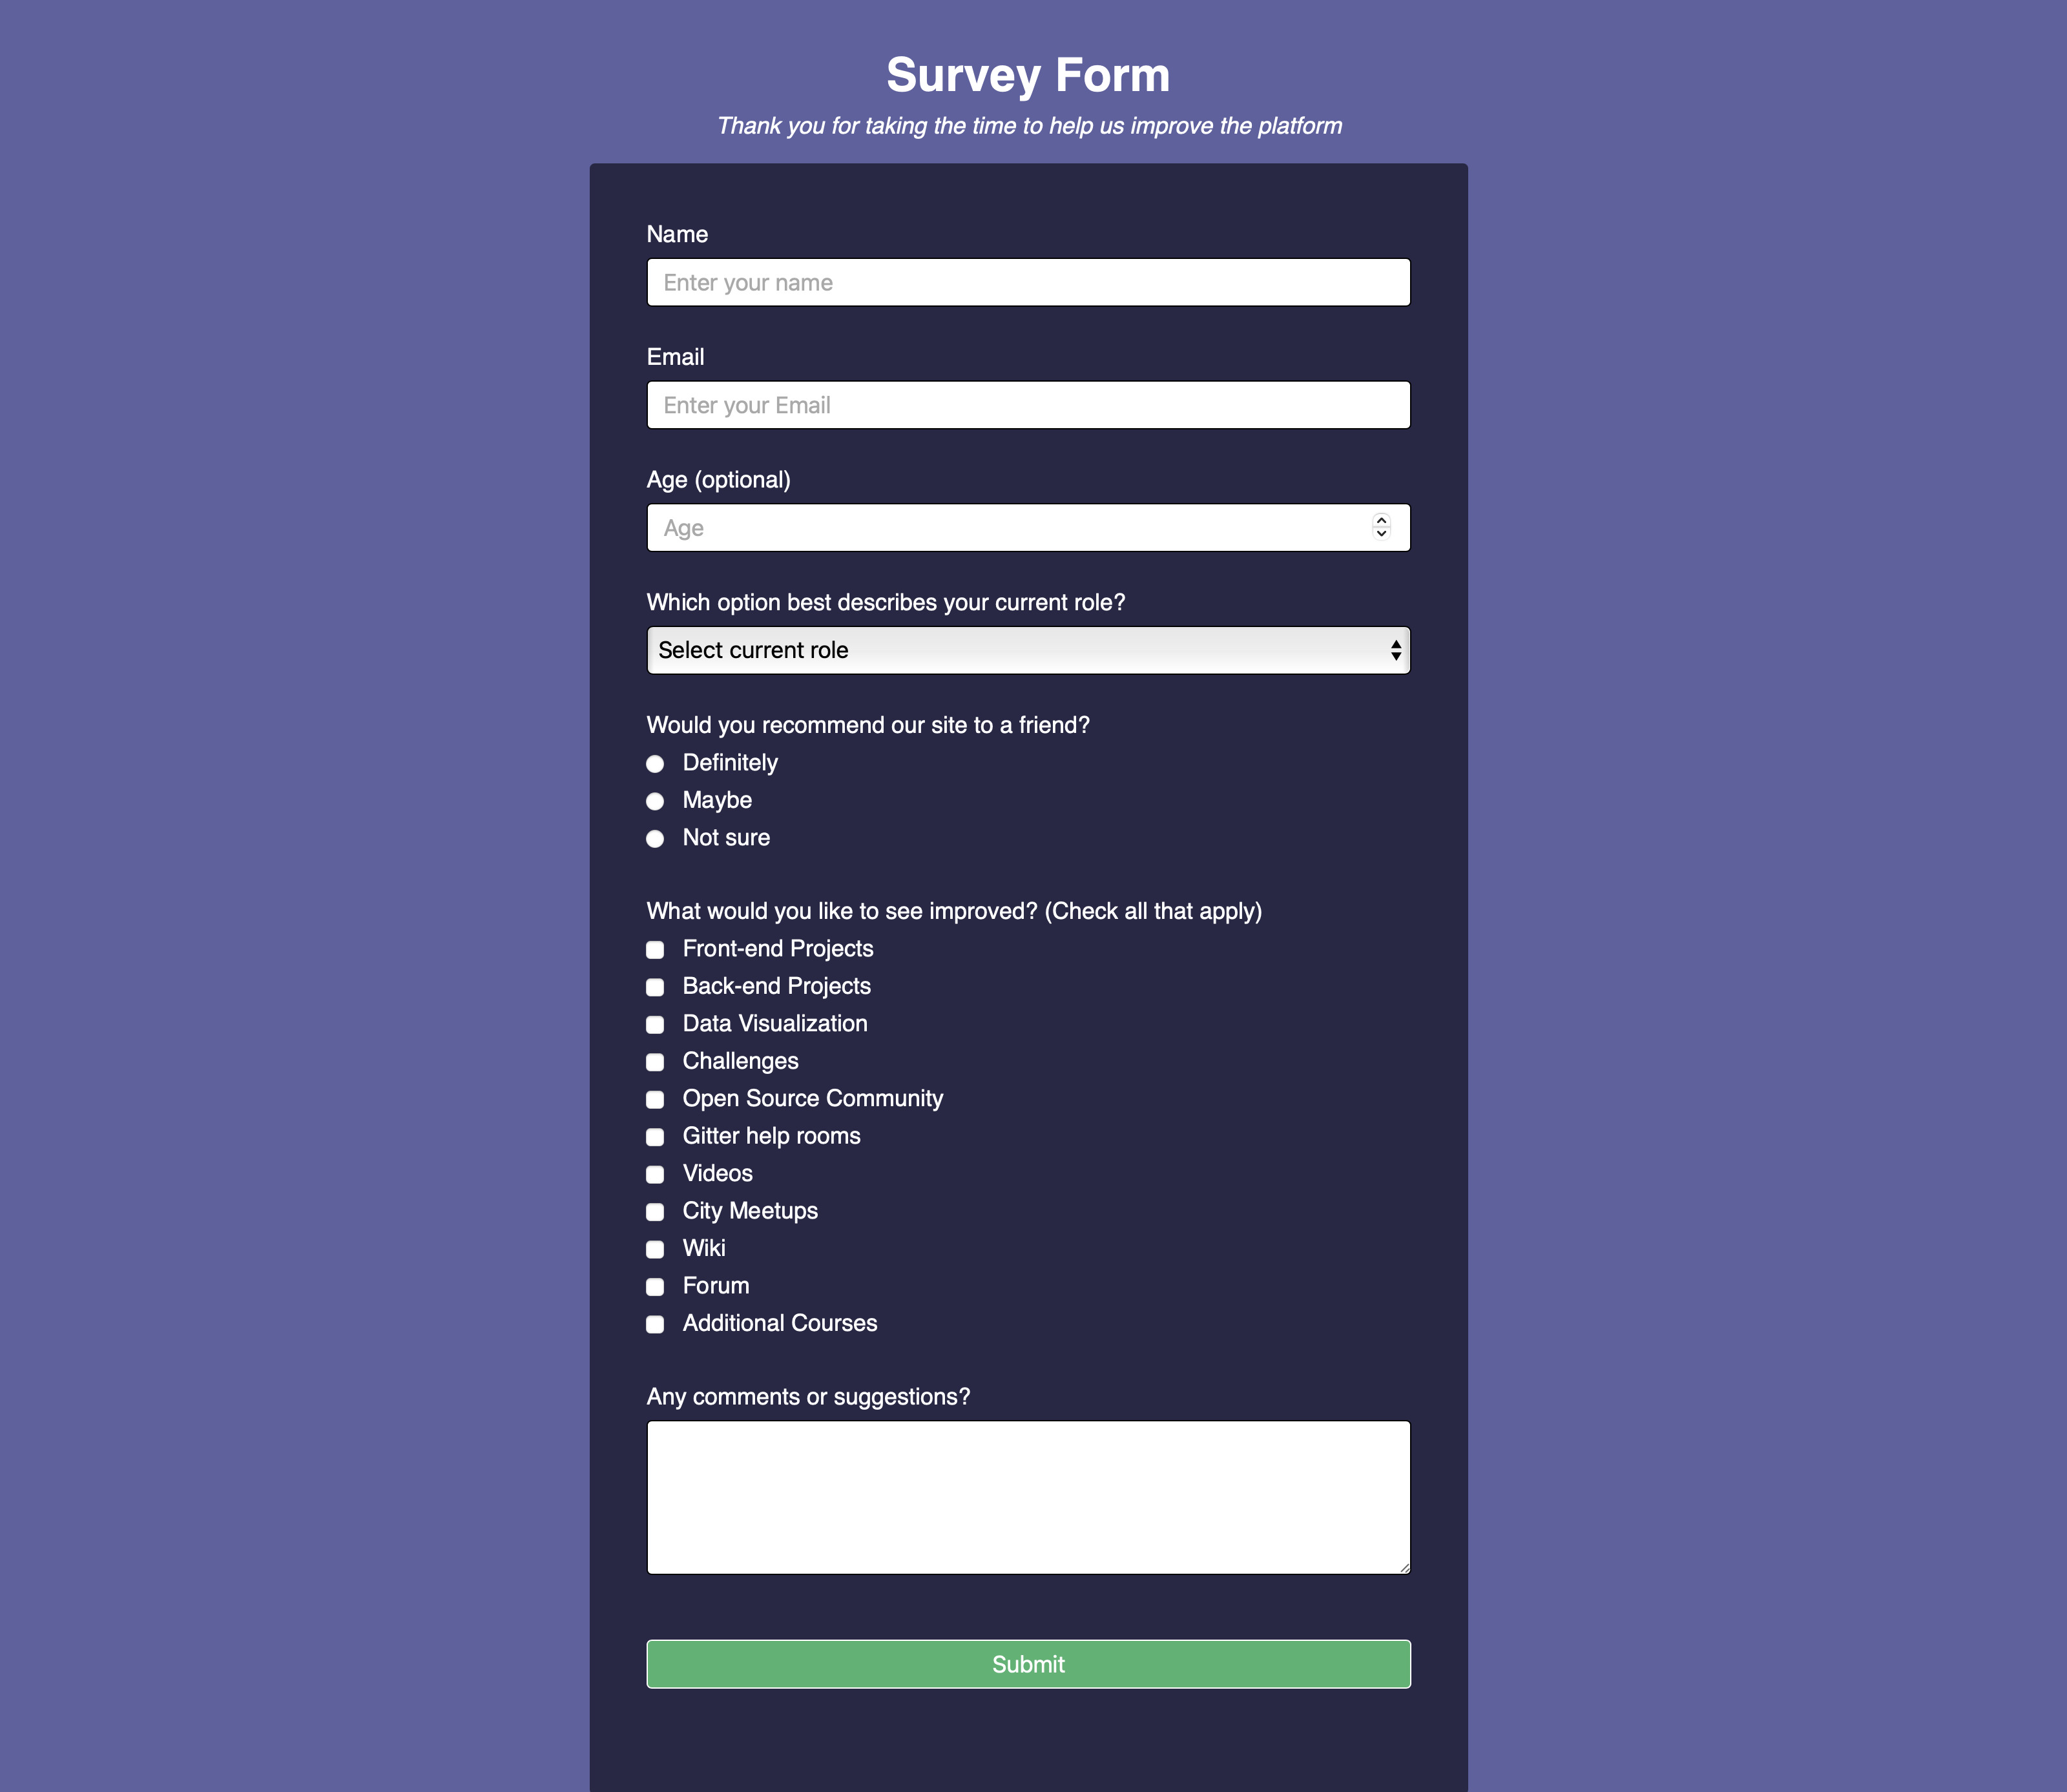 Survey Form
Thank you for taking the time to help us improve the platform
Name
Enter your name
Email
Enter your Email
Age (optional)
Age
Which option best describes your current role?
Select current role
Would you recommend our site to a friend?
Definitely
Maybe
Not sure
What would you like to see improved? (Check all that apply)
Front-end Projects
Back-end Projects
Data Visualization
Challenges
Open Source Community
Gitter help rooms
Videos
City Meetups
Wiki
Forum
Additional Courses
Any comments or suggestions?
Submit